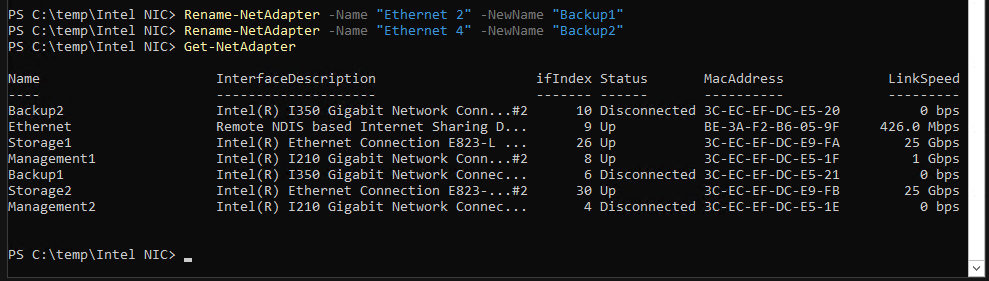 PS C:\temp\Intel NIC> Rename-NetAdapter -Name "Ethernet 2" -NewName "Backup1"
PS C:\temp\Intel NIC> Rename-NetAdapter -Name "Ethernet 4" -NewName "Backup2"
PS C:\temp\Intel NIC> Get-NetAdapter
Name                      InterfaceDescription                    ifIndex Status       MacAddress             LinkSpeed
----                      --------------------                    ------- ------       ----------             ---------
Backup2                   Intel(R) I350 Gigabit Network Conn...#2      10 Disconnected 3C-EC-EF-DC-E5-20          0 bps
Ethernet                  Remote NDIS based Internet Sharing D...       9 Up           BE-3A-F2-B6-05-9F     426.0 Mbps
Storage1                  Intel(R) Ethernet Connection E823-L ...      26 Up           3C-EC-EF-DC-E9-FA        25 Gbps
Management1               Intel(R) I210 Gigabit Network Conn...#2       8 Up           3C-EC-EF-DC-E5-1F         1 Gbps
Backup1                   Intel(R) I350 Gigabit Network Connec...       6 Disconnected 3C-EC-EF-DC-E5-21          0 bps
Storage2                  Intel(R) Ethernet Connection E823-...#2      30 Up           3C-EC-EF-DC-E9-FB        25 Gbps
Management2               Intel(R) I210 Gigabit Network Connec...       4 Disconnected 3C-EC-EF-DC-E5-1E          0 bps
PS C:\temp\Intel NIC>